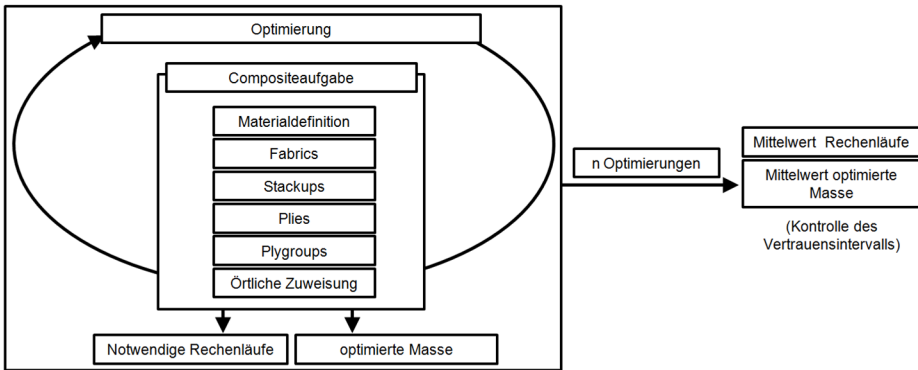 Optimierung
Compositeaufgabe
Materialdefinition
Fabrics
Stackups
Plies
Plygroups
Örtliche Zuweisung
Notwendige Rechenläufe
optimierte Masse
n Optimierungen
Mittelwert Rechenläufe
Mittelwert optimierte
Masse
(Kontrolle des
Vertrauensintervalls)